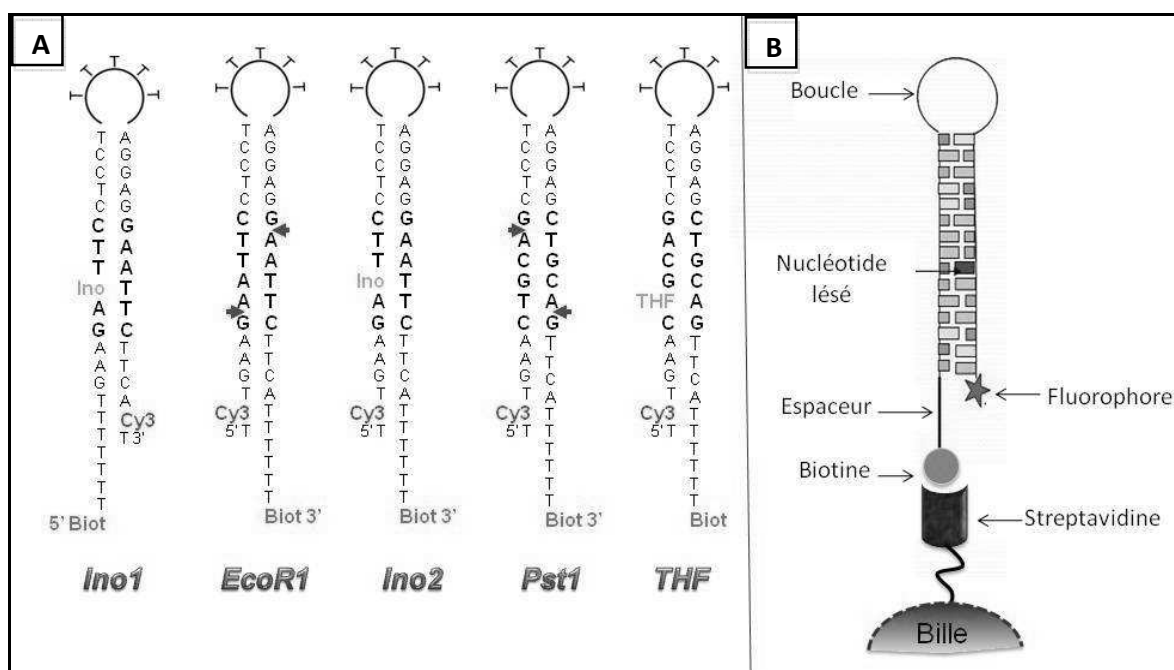 A
T T T T T
T C C T C C T T Ino A G A A G T T T T T T T
5' Biot
A G G A G G A A T T C T T C A
Cy3
T 3'
Ino1
T T T T T
T C C T C C T T A A G A A G T
Cy3
5' T
A G G A G G A A T T C T T C A T T T T T T
Biot 3'
EcoR1
T T T T T
T C C T C C T T Ino A G A A G T
Cy3
5' T
A G G A G G A A T T C T T C A T T T T T T
Biot 3'
Ino2
T T T T T
T C C T C G A C G T C A A G T
Cy3
5' T
A G G A G C T G C A G T T C A T T T T T T
Biot 3'
Pst1
T T T T T
T C C T C G A C G THF C A A G T
Cy3
5' T
A G G A G C T G C A G T T C A T T T T T T
Biot
THF
B
Boucle
Nucléotide
lésé
Espaceur
Fluorophore
Biotine
Streptavidine
Bille